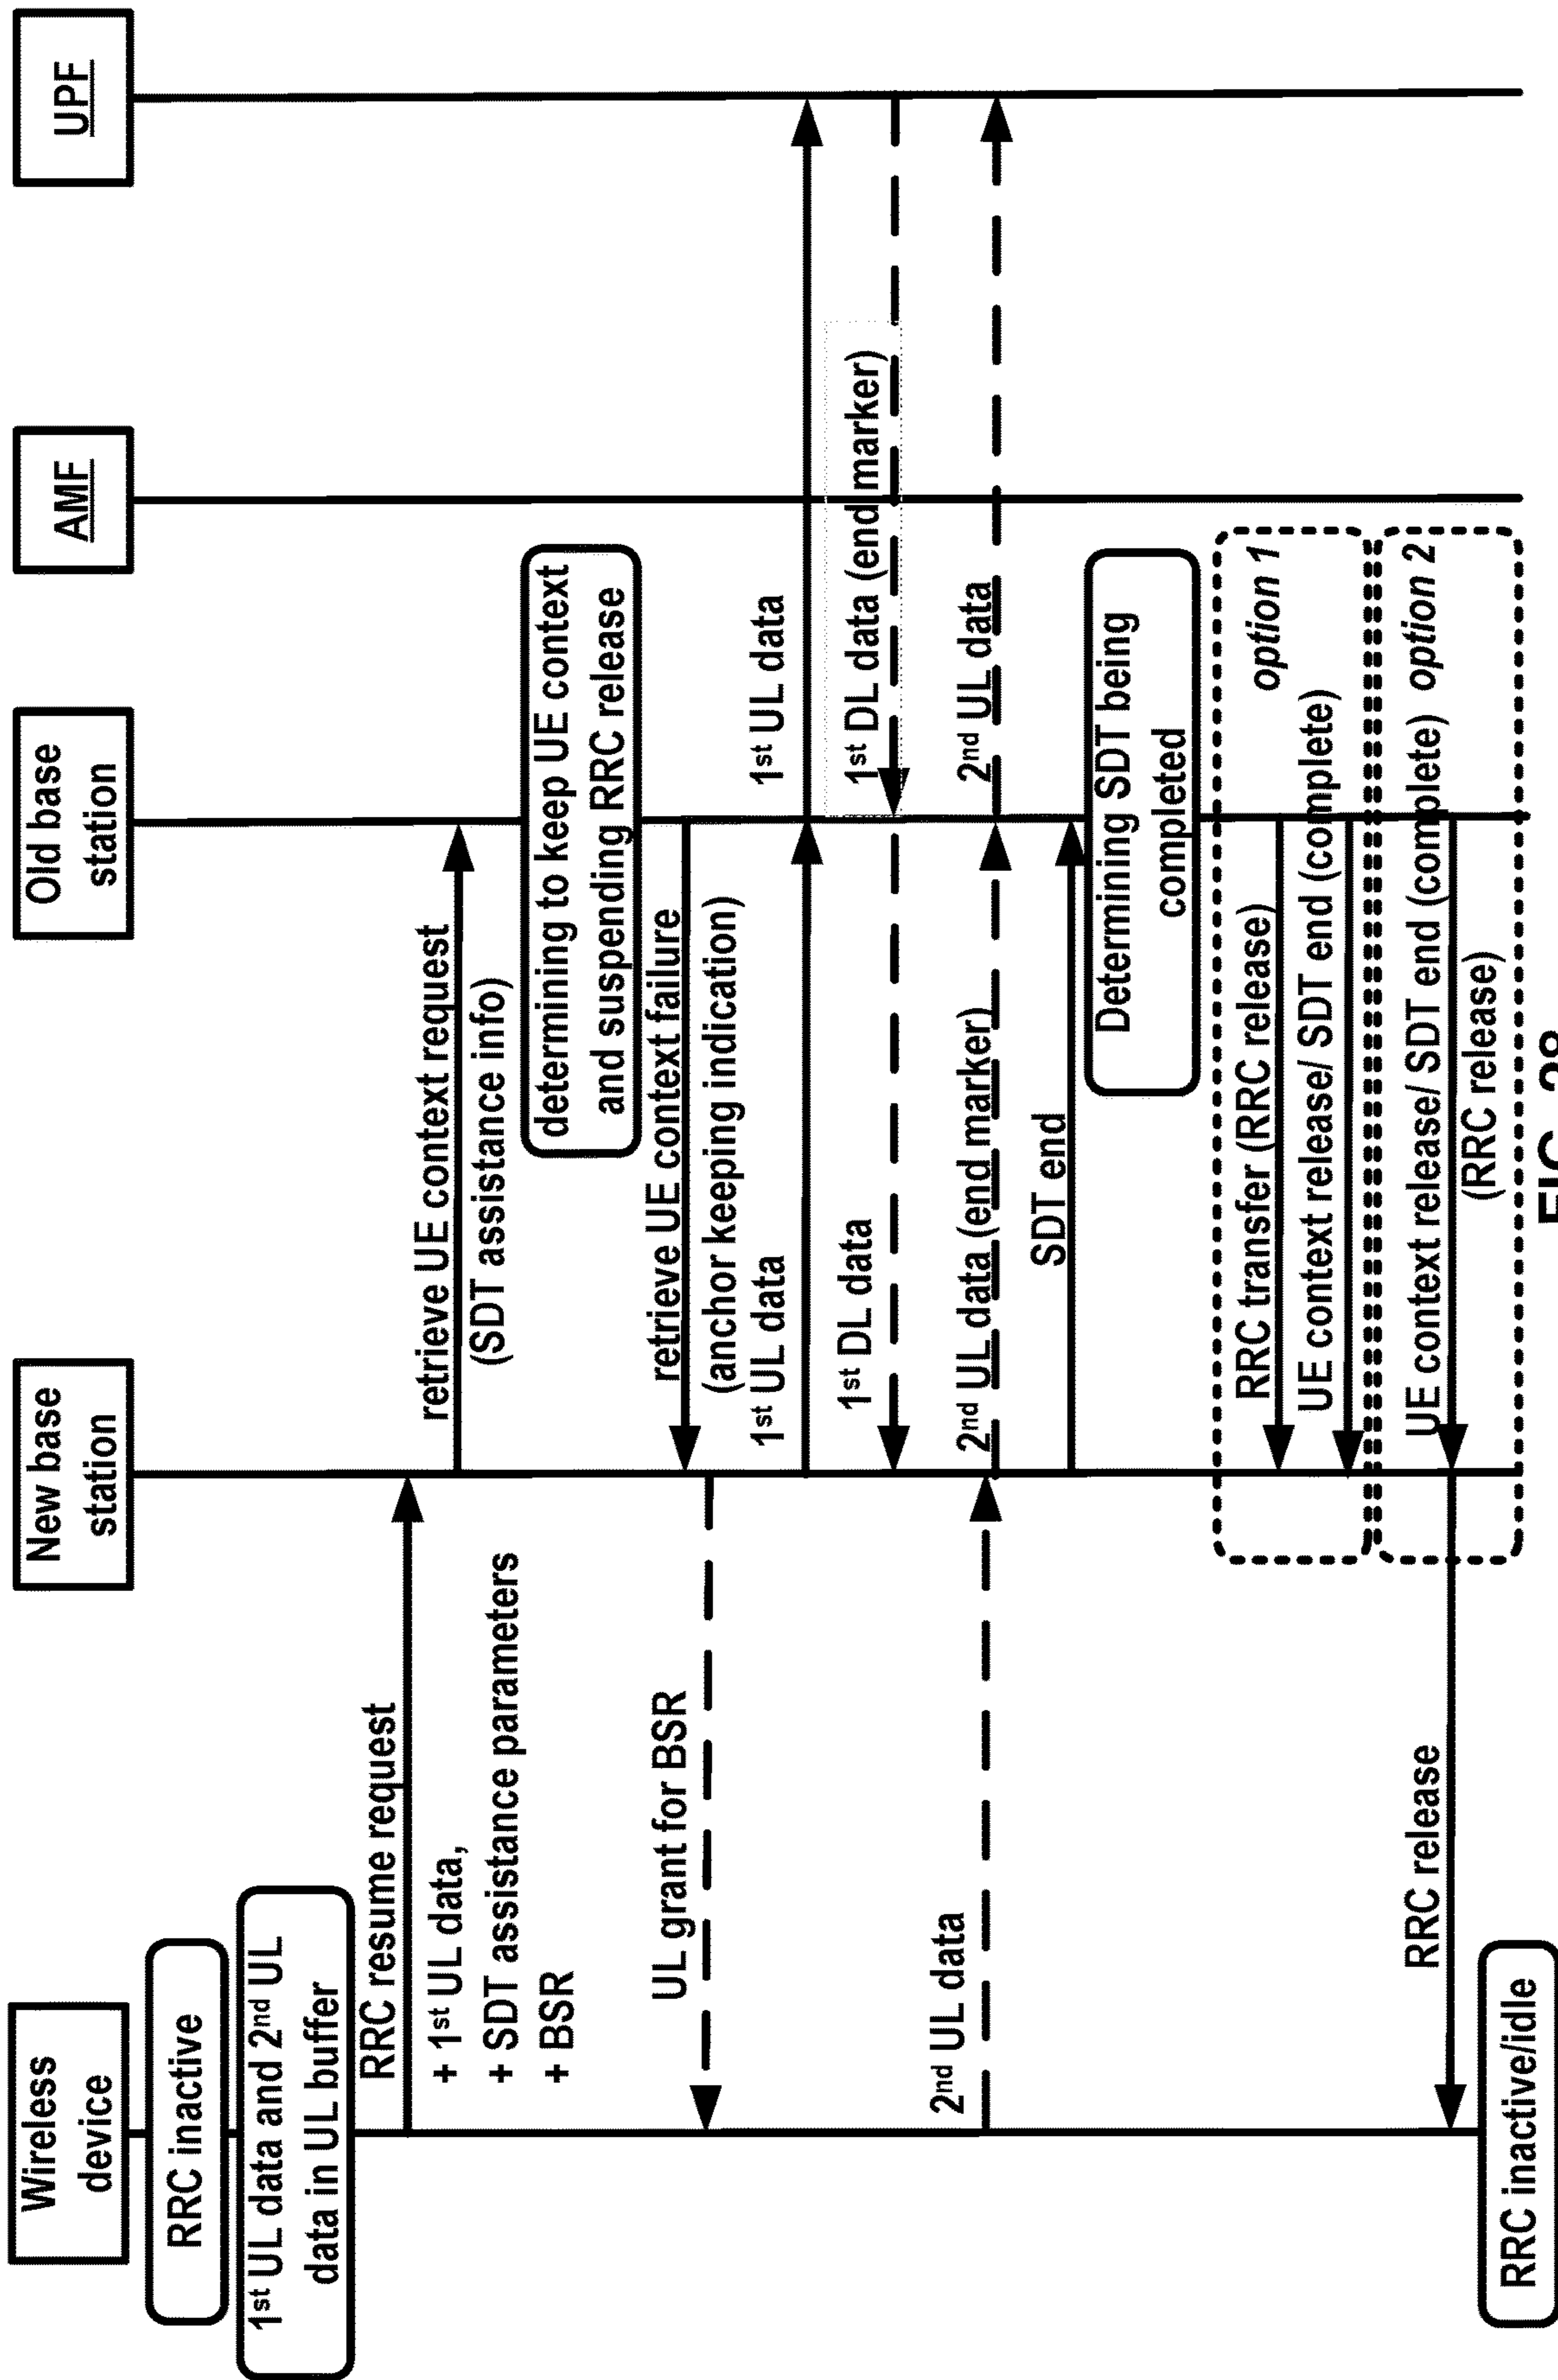 Wireless
device
New base
station
Old base
station
AMF
UPF
RRC inactive
1st UL data and 2nd UL
data in UL buffer
RRC resume request
+ 1st UL data,
+ SDT assistance parameters
+ BSR
retrieve UE context request
(SDT assistance info)
determining to keep UE context
and suspending RRC release
retrieve UE context failure
(anchor keeping indication)
UL grant for BSR
1st UL data
1st UL data
1st DL data
1st DL data (end marker)
2nd UL data
2nd UL data (end marker)
2nd UL data
SDT end
Determining SDT being
completed
option 1
RRC transfer (RRC release)
UE context release/ SDT end (complete)
option 2
UE context release/ SDT end (complete)
(RRC release)
RRC release
RRC inactive/idle
FIG. 28